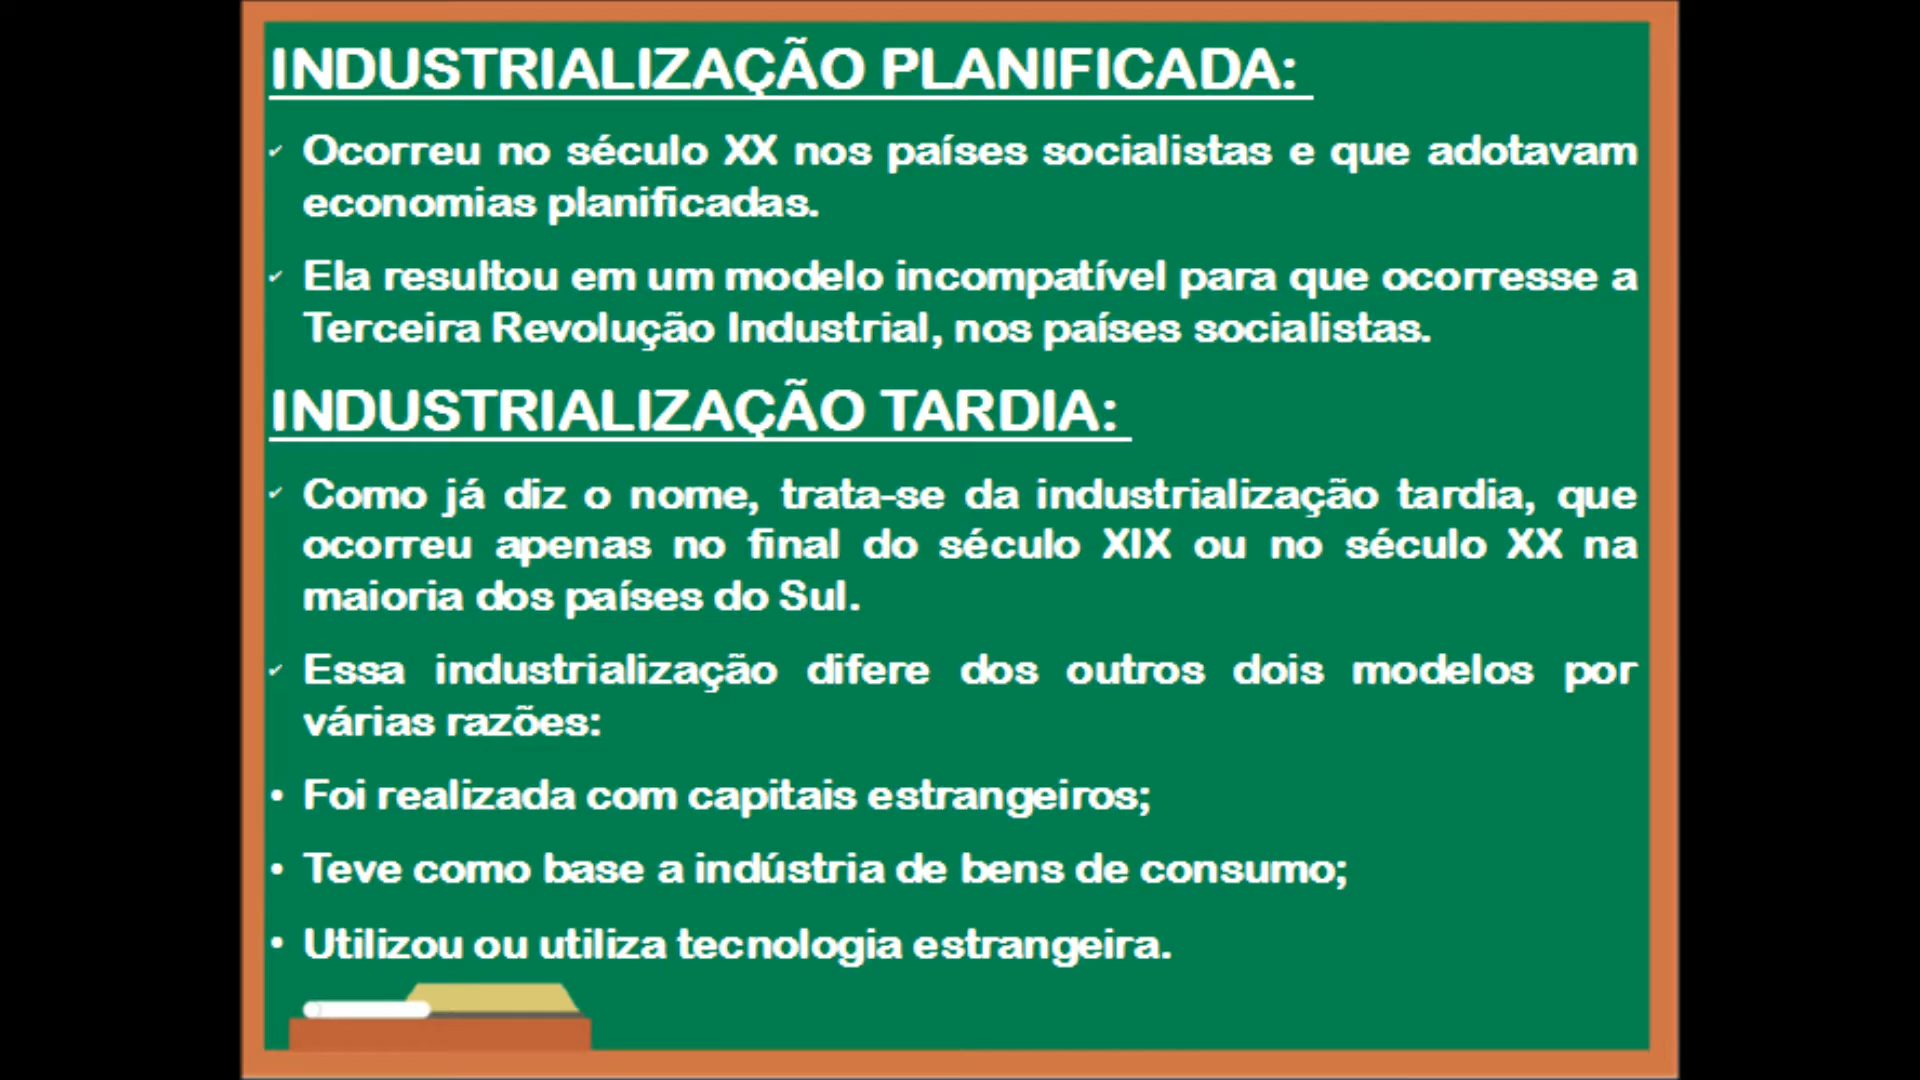 INDUSTRIALIZAÇÃO PLANIFICADA:
✓ Ocorreu no século XX nos países socialistas e que adotavam
economias planificadas.
✓ Ela resultou em um modelo incompatível para que ocorresse a
Terceira Revolução Industrial, nos países socialistas.
INDUSTRIALIZAÇÃO TARDIA:
✓ Como já diz o nome, trata-se da industrialização tardia, que
ocorreu apenas no final do século XIX ou no século XX na
maioria dos países do Sul.
✓ Essa industrialização difere dos outros dois modelos por
várias razões:
• Foi realizada com capitais estrangeiros;
• Teve como base a indústria de bens de consumo;
• Utilizou ou utiliza tecnologia estrangeira.